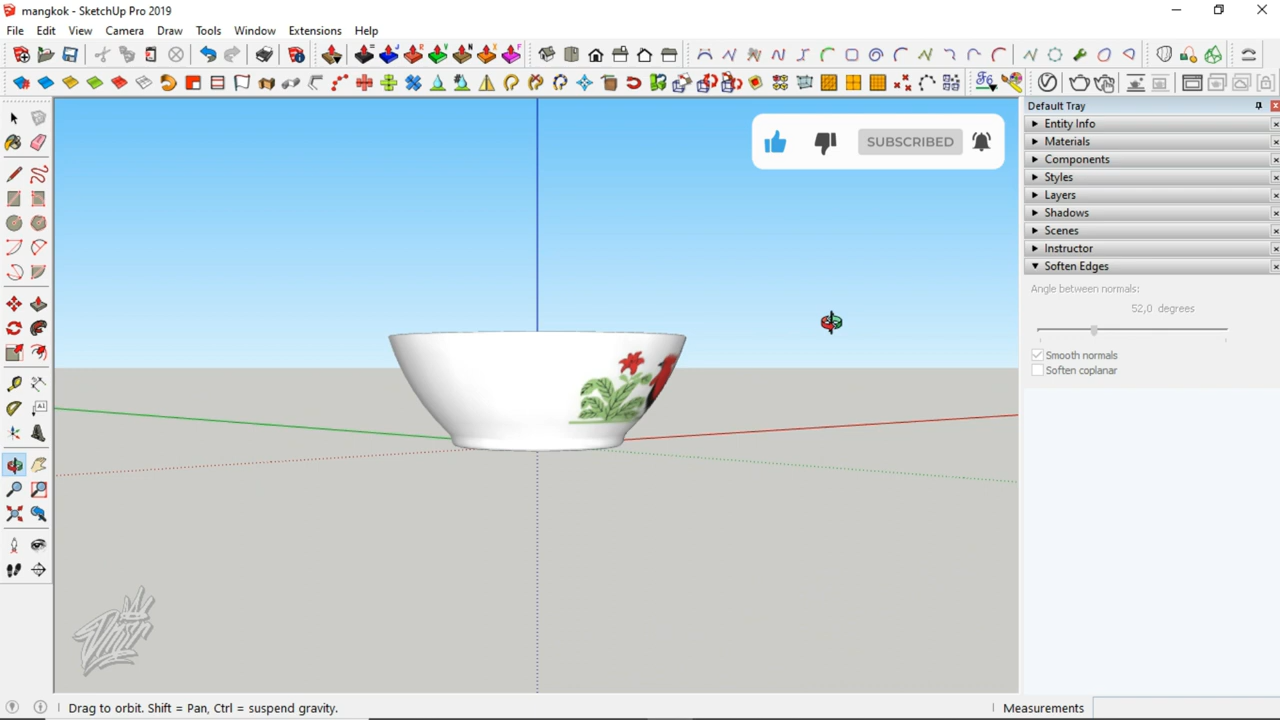 mangkok - SketchUp Pro 2019
File Edit View Camera Draw Tools Window Extensions Help
SUBSCRIBED
Default Tray
Entity Info
Materials
Components
Styles
Layers
Shadows
Scenes
Instructor
Soften Edges
Angle between normals:
52,0 degrees
Smooth normals
Soften coplanar
Drag to orbit. Shift = Pan, Ctrl = suspend gravity.
Measurements